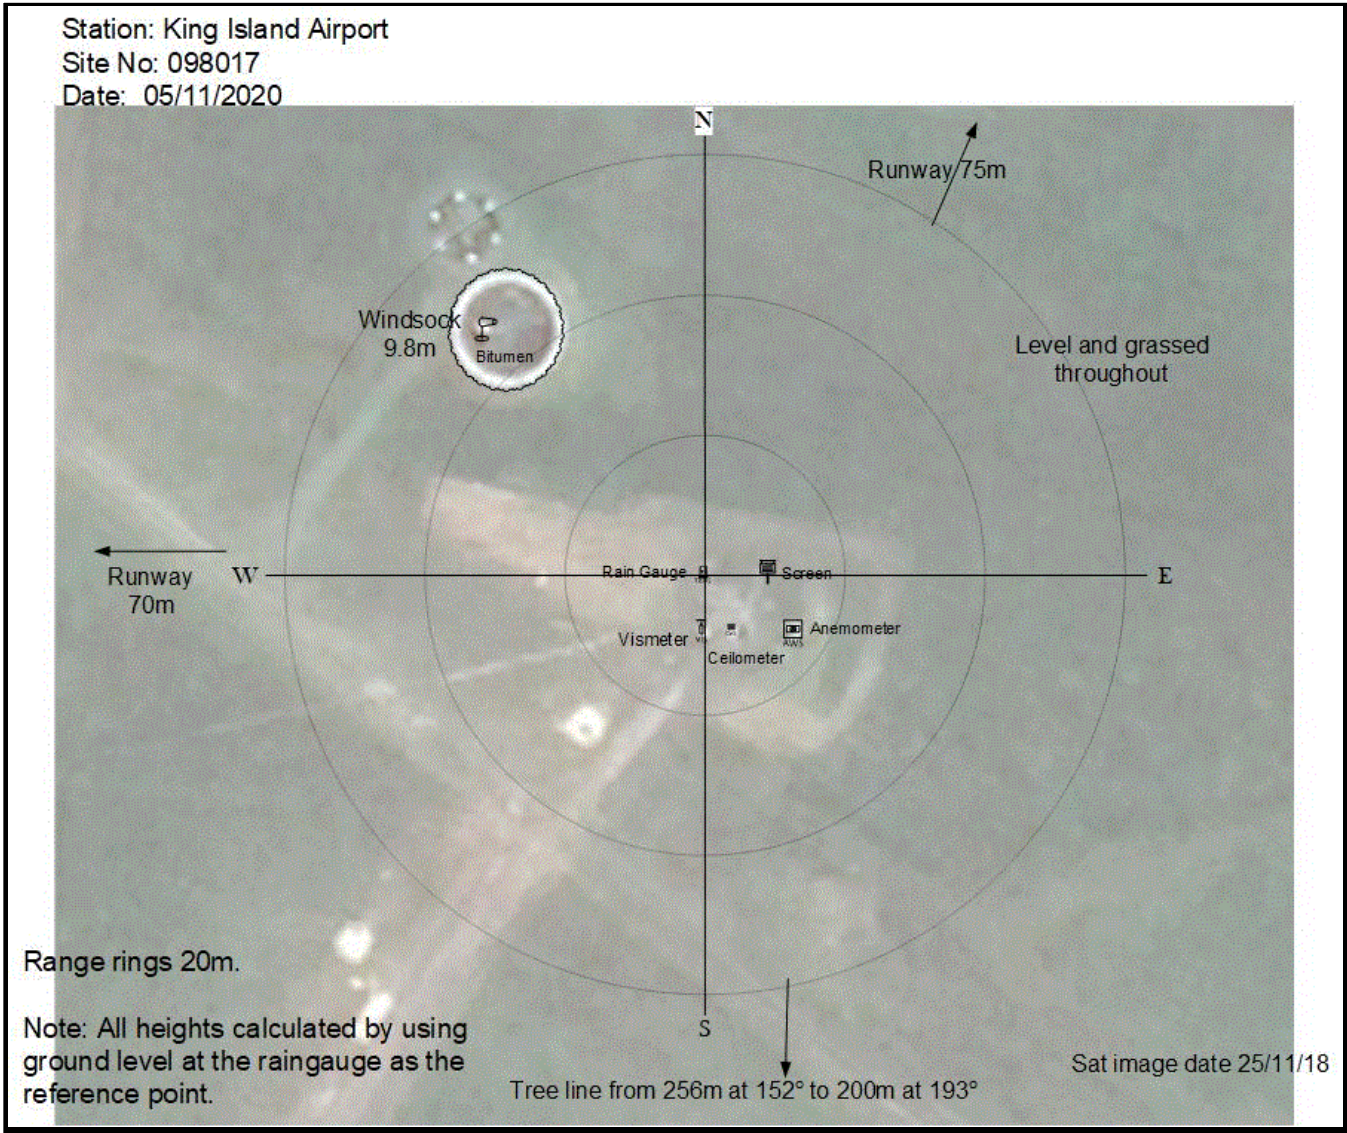 Station: King Island Airport
Site No: 098017
Date: 05/11/2020
N
Runway 75m
Windsock
9.8m
Bitumen
Level and grassed
throughout
Runway
70m
W
Rain Gauge
Screen
E
Vismeter
Anemometer
AWS
Ceilometer
Range rings 20m.
S
Note: All heights calculated by using
ground level at the raingauge as the
reference point.
Sat image date 25/11/18
Tree line from 256m at 152° to 200m at 193°